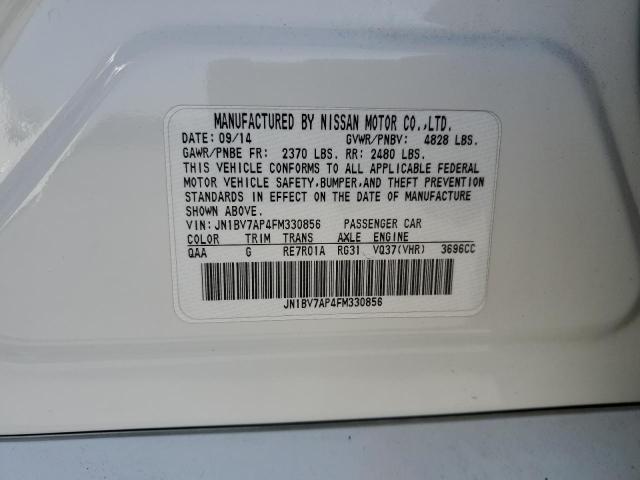 MANUFACTURED BY NISSAN MOTOR CO.,LTD.
DATE: 09/14 GVWR/PNBV: 4828 LBS.
GAWR/PNBE FR: 2370 LBS. RR: 2480 LBS.
THIS VEHICLE CONFORMS TO ALL APPLICABLE FEDERAL
MOTOR VEHICLE SAFETY,BUMPER,AND THEFT PREVENTION
STANDARDS IN EFFECT ON THE DATE OF MANUFACTURE
SHOWN ABOVE.
VIN: JN1BV7AP4FM330856 PASSENGER CAR
COLOR TRIM TRANS AXLE ENGINE
QAA G RE7R01A RG31 VQ37(VHR) 3696CC
JN1BV7AP4FM330856